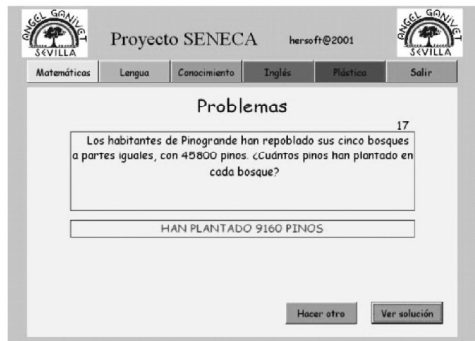 ANGEL GANIVET
SEVILLA
Proyecto SENECA
hersoft@2001
ANGEL GANIVET
SEVILLA
Matemáticas
Lengua
Conocimiento
Inglés
Plástica
Salir
Problemas
17
Los habitantes de Pinogrande han repoblado sus cinco bosques
a partes iguales, con 45800 pinos. ¿Cuántos pinos han plantado en
cada bosque?
HAN PLANTADO 9160 PINOS
Hacer otro
Ver solución